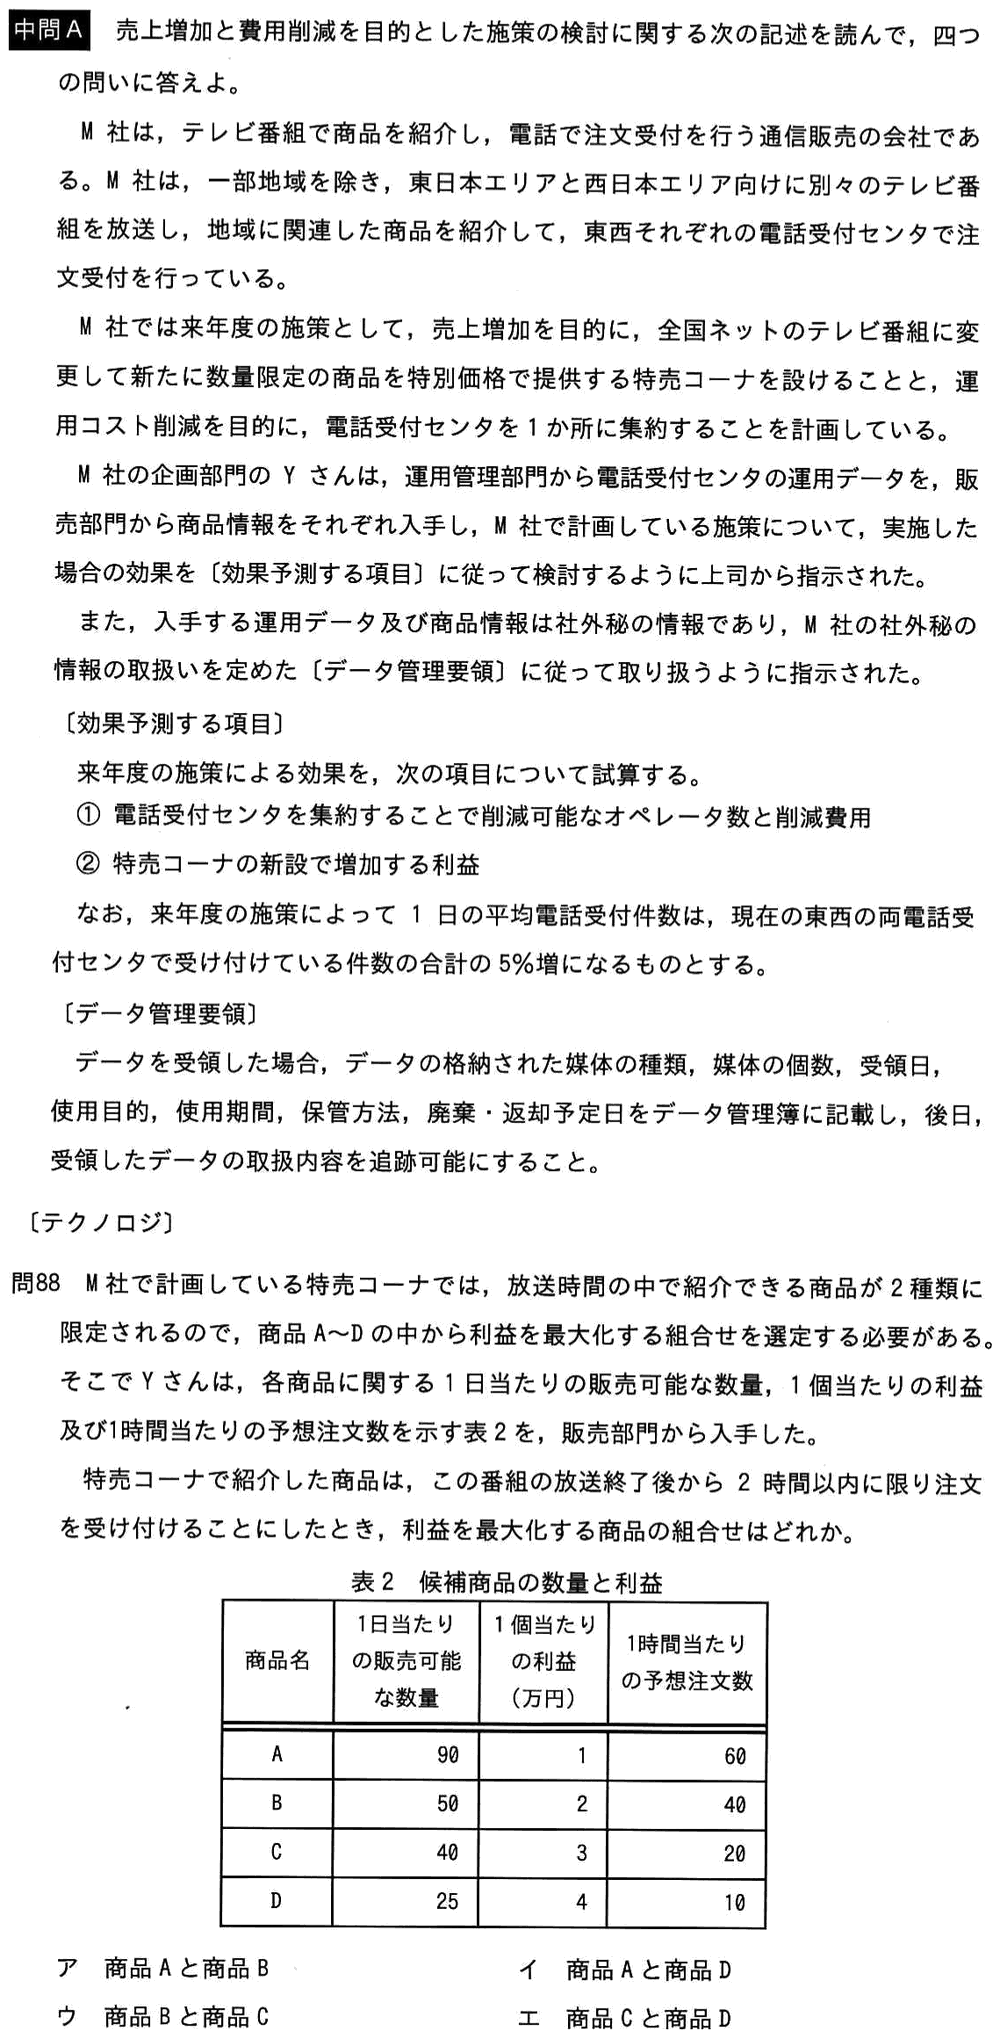 中問A 売上増加と費用削減を目的とした施策の検討に関する次の記述を読んで，四つ
の問いに答えよ。
M 社は，テレビ番組で商品を紹介し，電話で注文受付を行う通信販売の会社であ
る。M 社は，一部地域を除き，東日本エリアと西日本エリア向けに別々のテレビ番
組を放送し，地域に関連した商品を紹介して，東西それぞれの電話受付センタで注
文受付を行っている。
M 社では来年度の施策として，売上増加を目的に，全国ネットのテレビ番組に変
更して新たに数量限定の商品を特別価格で提供する特売コーナを設けることと，運
用コスト削減を目的に，電話受付センタを1か所に集約することを計画している。
M 社の企画部門の Y さんは，運用管理部門から電話受付センタの運用データを，販
売部門から商品情報をそれぞれ入手し，M 社で計画している施策について，実施した
場合の効果を〔効果予測する項目〕に従って検討するように上司から指示された。
また，入手する運用データ及び商品情報は社外秘の情報であり，M 社の社外秘の
情報の取扱いを定めた〔データ管理要領〕に従って取り扱うように指示された。
〔効果予測する項目〕
来年度の施策による効果を，次の項目について試算する。
① 電話受付センタを集約することで削減可能なオペレータ数と削減費用
② 特売コーナの新設で増加する利益
なお，来年度の施策によって 1 日の平均電話受付件数は，現在の東西の両電話受
付センタで受け付けている件数の合計の 5％増になるものとする。
〔データ管理要領〕
データを受領した場合，データの格納された媒体の種類，媒体の個数，受領日，
使用目的，使用期間，保管方法，廃棄・返却予定日をデータ管理簿に記載し，後日，
受領したデータの取扱内容を追跡可能にすること。
〔テクノロジ〕
問88 M社で計画している特売コーナでは，放送時間の中で紹介できる商品が2種類に
限定されるので，商品A～Dの中から利益を最大化する組合せを選定する必要がある。
そこでYさんは，各商品に関する1日当たりの販売可能な数量，1個当たりの利益
及び1時間当たりの予想注文数を示す表2を，販売部門から入手した。
特売コーナで紹介した商品は，この番組の放送終了後から 2 時間以内に限り注文
を受け付けることにしたとき，利益を最大化する商品の組合せはどれか。
表2 候補商品の数量と利益
商品名 1日当たりの販売可能な数量 1個当たりの利益（万円） 1時間当たりの予想注文数
A 90 1 60
B 50 2 40
C 40 3 20
D 25 4 10
ア 商品Aと商品B イ 商品Aと商品D
ウ 商品Bと商品C エ 商品Cと商品D